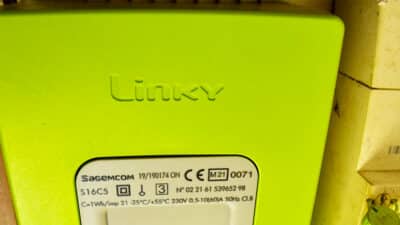 Linky
Sagemcom 19/190174 ON CE M21 0071
S16C5 3 N° 02 21 61 539652 98
C=1Wh/imp 21 -25°C/+55°C 230V 0,5-10(60)A 50Hz Cl.B